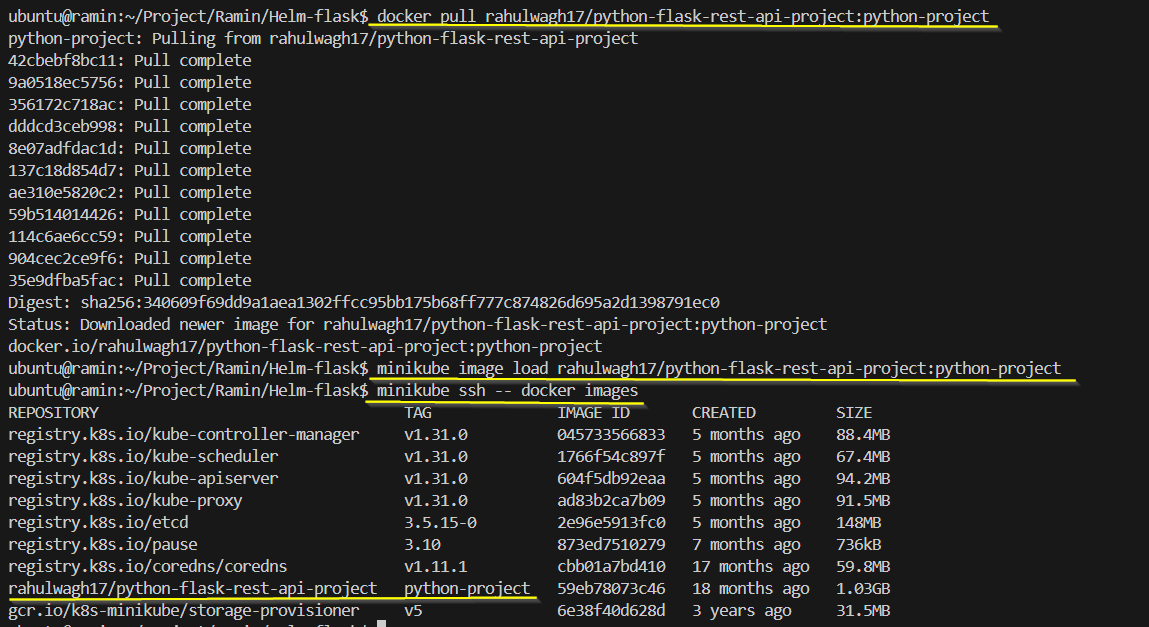 ubuntu@ramin:~/Project/Ramin/Helm-flask$ docker pull rahulwagh17/python-flask-rest-api-project:python-project
python-project: Pulling from rahulwagh17/python-flask-rest-api-project
42cbebf8bc11: Pull complete
9a0518ec5756: Pull complete
356172c718ac: Pull complete
dddcd3ceb998: Pull complete
8e07adfdac1d: Pull complete
137c18d854d7: Pull complete
ae310e5820c2: Pull complete
59b514014426: Pull complete
114c6ae6cc59: Pull complete
904cec2ce9f6: Pull complete
35e9dfba5fac: Pull complete
Digest: sha256:340609f69dd9a1aea1302ffcc95bb175b68ff777c874826d695a2d1398791ec0
Status: Downloaded newer image for rahulwagh17/python-flask-rest-api-project:python-project
docker.io/rahulwagh17/python-flask-rest-api-project:python-project
ubuntu@ramin:~/Project/Ramin/Helm-flask$ minikube image load rahulwagh17/python-flask-rest-api-project:python-project
ubuntu@ramin:~/Project/Ramin/Helm-flask$ minikube ssh -- docker images
REPOSITORY TAG IMAGE ID CREATED SIZE
registry.k8s.io/kube-controller-manager v1.31.0 045733566833 5 months ago 88.4MB
registry.k8s.io/kube-scheduler v1.31.0 1766f54c897f 5 months ago 67.4MB
registry.k8s.io/kube-apiserver v1.31.0 604f5db92eaa 5 months ago 94.2MB
registry.k8s.io/kube-proxy v1.31.0 ad83b2ca7b09 5 months ago 91.5MB
registry.k8s.io/etcd 3.5.15-0 2e96e5913fc0 5 months ago 148MB
registry.k8s.io/pause 3.10 873ed7510279 7 months ago 736kB
registry.k8s.io/coredns/coredns v1.11.1 cbb01a7bd410 17 months ago 59.8MB
rahulwagh17/python-flask-rest-api-project python-project 59eb78073c46 18 months ago 1.03GB
gcr.io/k8s-minikube/storage-provisioner v5 6e38f40d628d 3 years ago 31.5MB